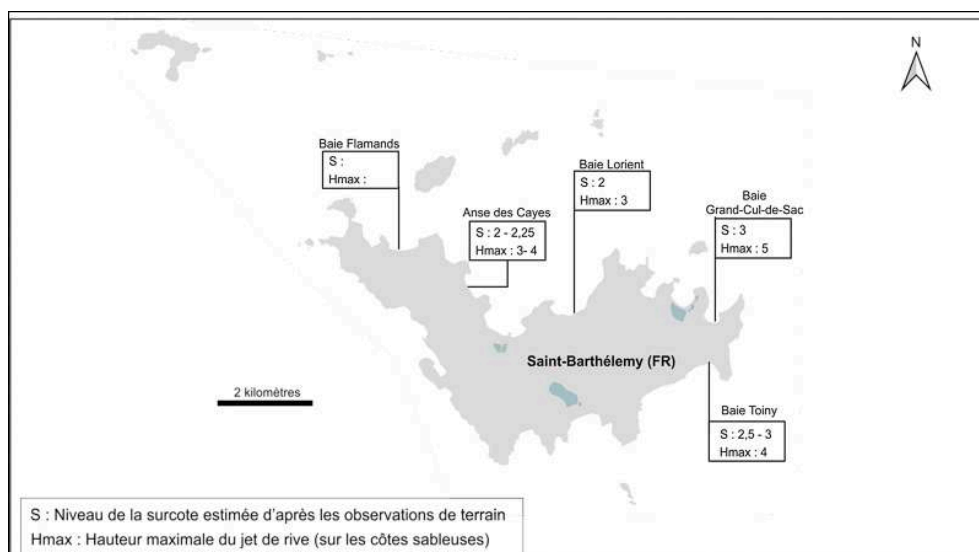 N
Baie Flamands
S :
Hmax :
Baie Lorient
S : 2
Hmax : 3
Anse des Cayes
S : 2 - 2,25
Hmax : 3- 4
Baie
Grand-Cul-de-Sac
S : 3
Hmax : 5
Saint-Barthélemy (FR)
2 kilomètres
Baie Toiny
S : 2,5 - 3
Hmax : 4
S : Niveau de la surcote estimée d'après les observations de terrain
Hmax : Hauteur maximale du jet de rive (sur les côtes sableuses)